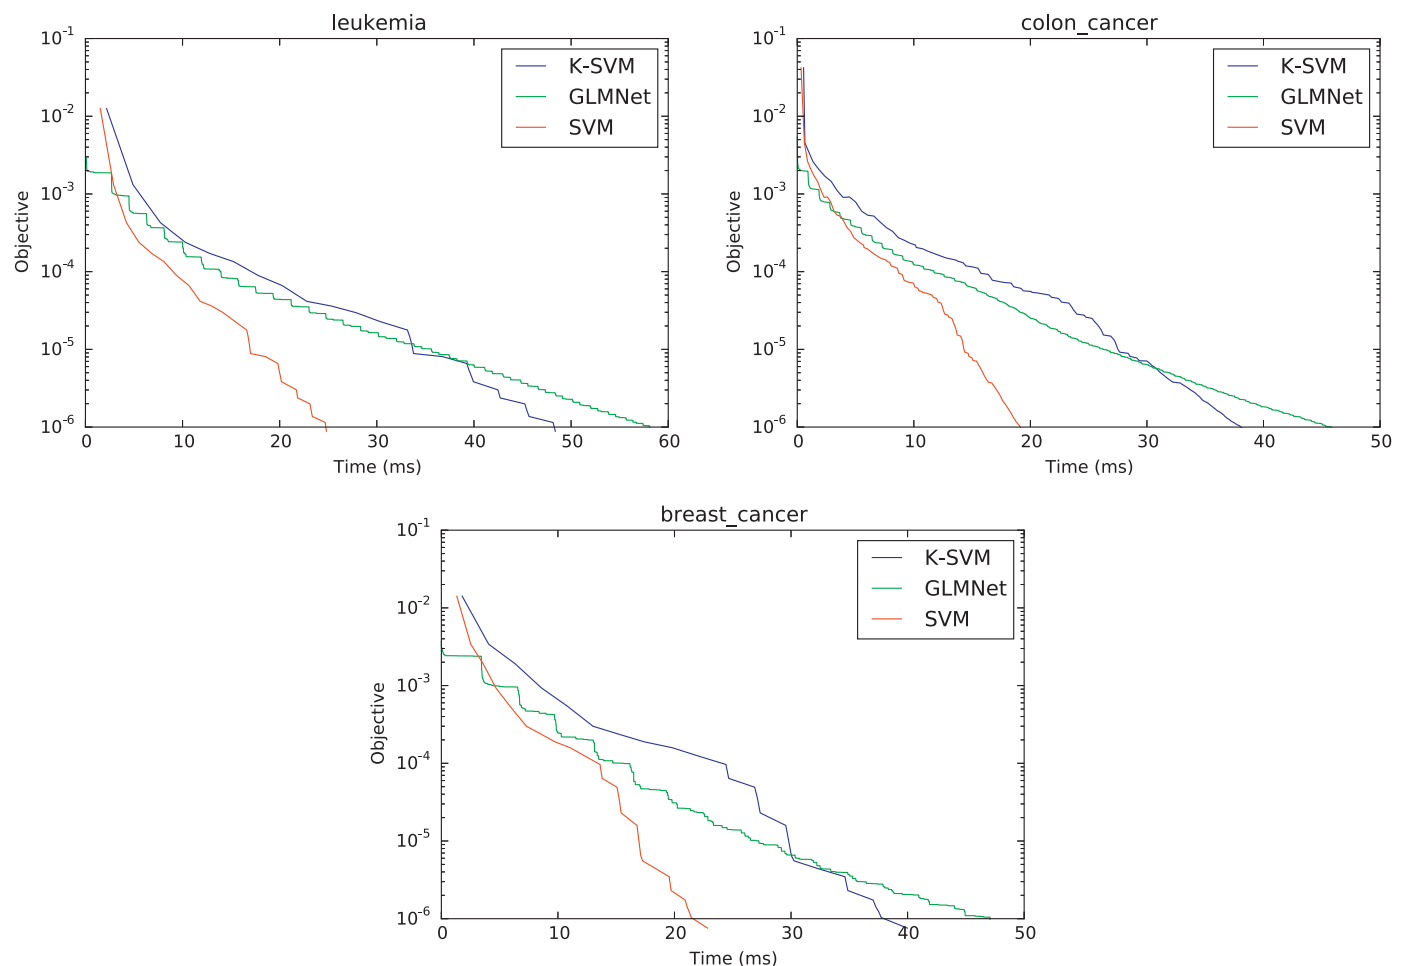 leukemia
10^-1
10^-2
10^-3
10^-4
10^-5
10^-6
Objective
0 10 20 30 40 50 60
Time (ms)
K-SVM
GLMNet
SVM
colon_cancer
10^-1
10^-2
10^-3
10^-4
10^-5
10^-6
Objective
0 10 20 30 40 50
Time (ms)
K-SVM
GLMNet
SVM
breast_cancer
10^-1
10^-2
10^-3
10^-4
10^-5
10^-6
Objective
0 10 20 30 40 50
Time (ms)
K-SVM
GLMNet
SVM